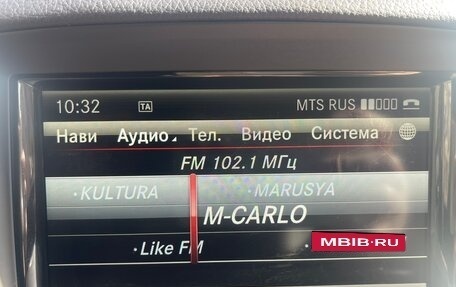 10:32 TA MTS RUS
Нави Аудио Тел. Видео Система
FM 102.1 МГц
·KULTURA ·MARUSYA
M-CARLO
·Like FM ·
MBIB·RU